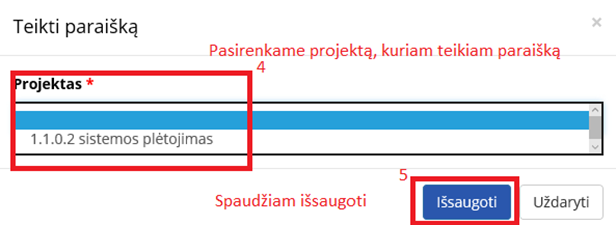 Teikti paraišką
×
Pasirenkame projektą, kuriam teikiam paraišką
4
Projektas *
1.1.0.2 sistemos plėtojimas
5
Spaudžiam išsaugoti
Išsaugoti
Uždaryti